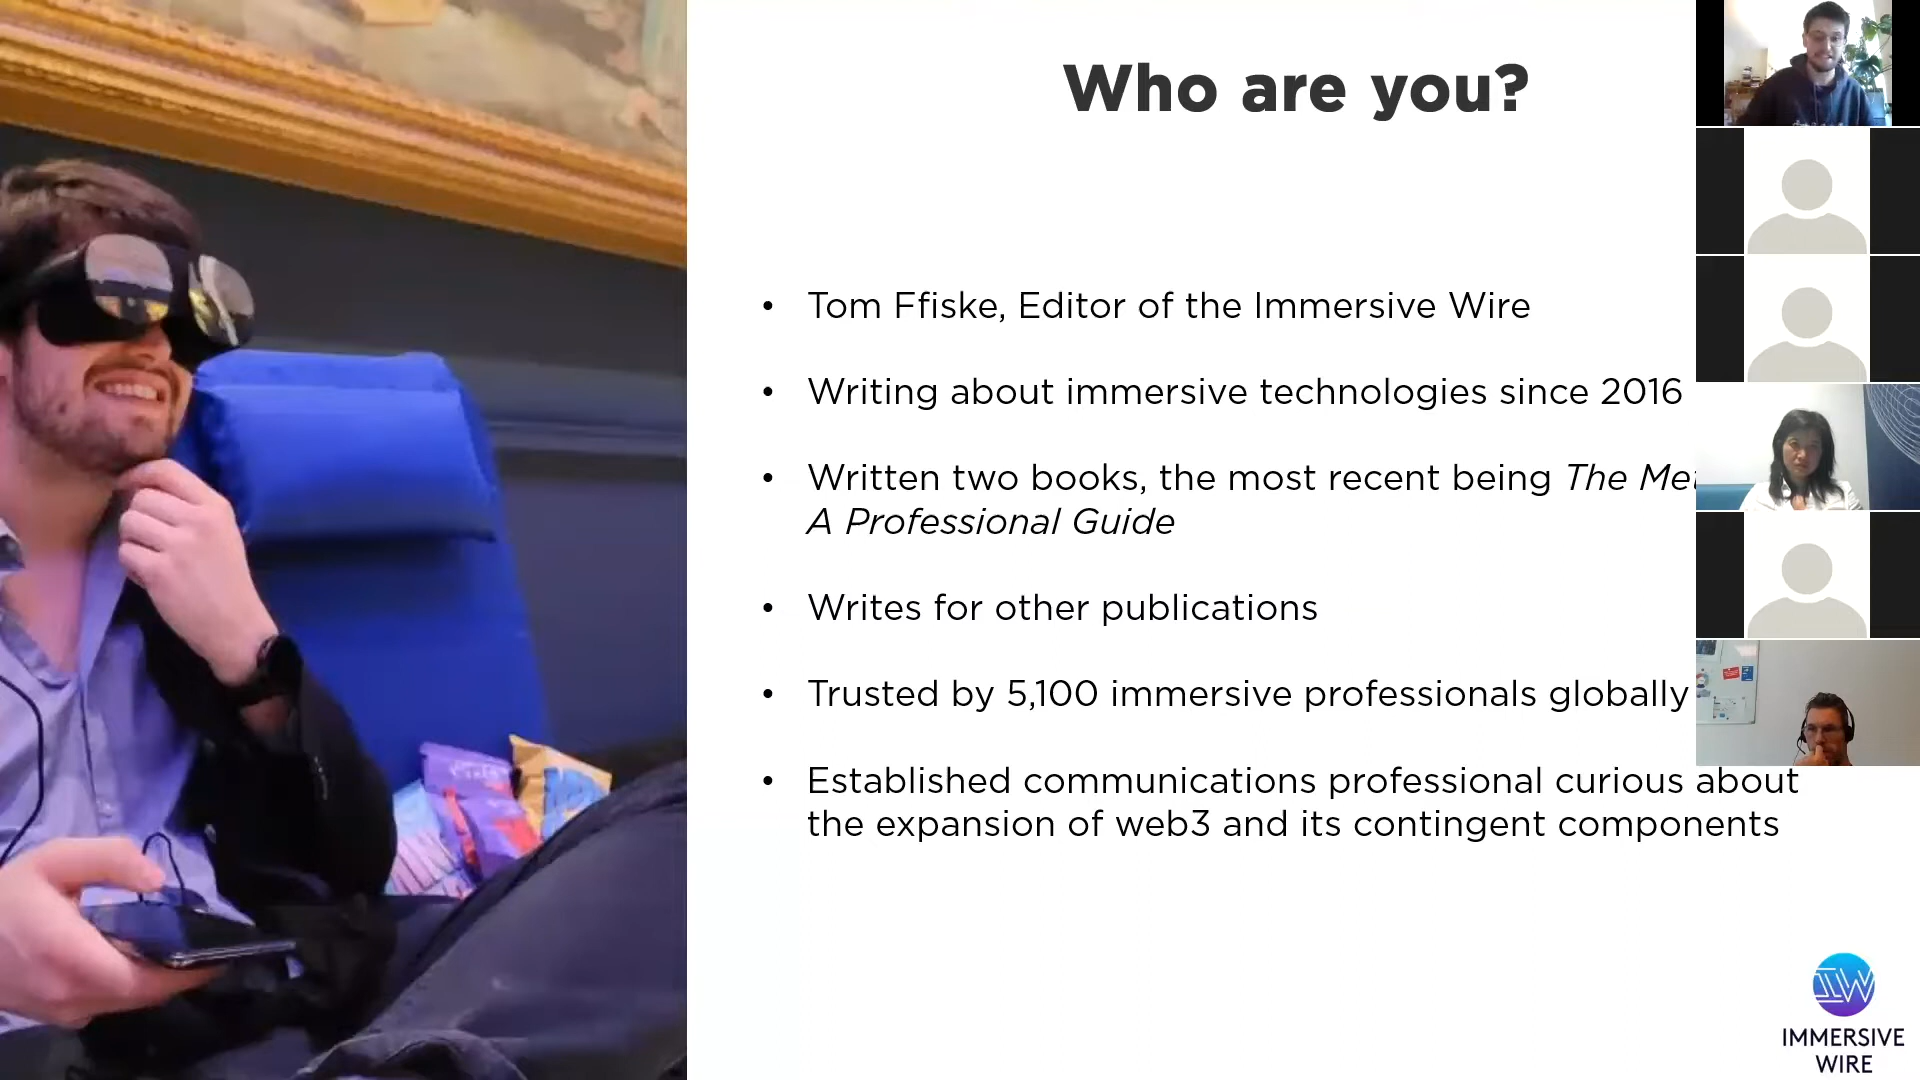 Who are you?
• Tom Ffiske, Editor of the Immersive Wire
• Writing about immersive technologies since 2016
• Written two books, the most recent being The Me
A Professional Guide
• Writes for other publications
• Trusted by 5,100 immersive professionals globally
• Established communications professional curious about
the expansion of web3 and its contingent components
IW
IMMERSIVE
WIRE